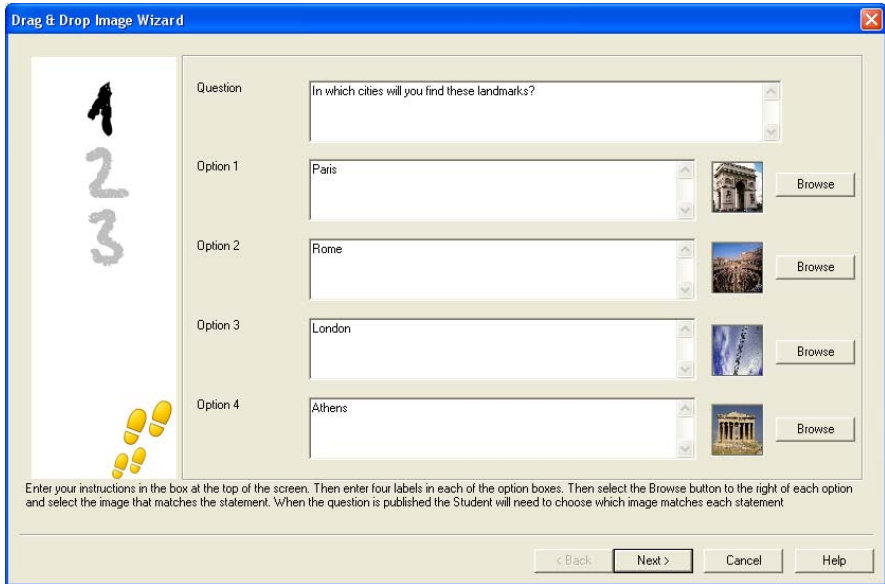 Drag & Drop Image Wizard
1
2
3
Question
In which cities will you find these landmarks?
Option 1
Paris
Browse
Option 2
Rome
Browse
Option 3
London
Browse
Option 4
Athens
Browse
Enter your instructions in the box at the top of the screen. Then enter four labels in each of the option boxes. Then select the Browse button to the right of each option
and select the image that matches the statement. When the question is published the Student will need to choose which image matches each statement
< Back
Next >
Cancel
Help